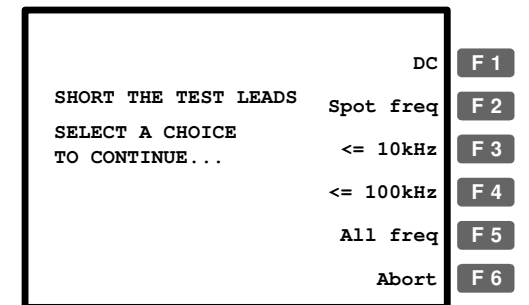 DC F 1
SHORT THE TEST LEADS
Spot freq F 2
SELECT A CHOICE
TO CONTINUE...
<= 10kHz F 3
<= 100kHz F 4
All freq F 5
Abort F 6